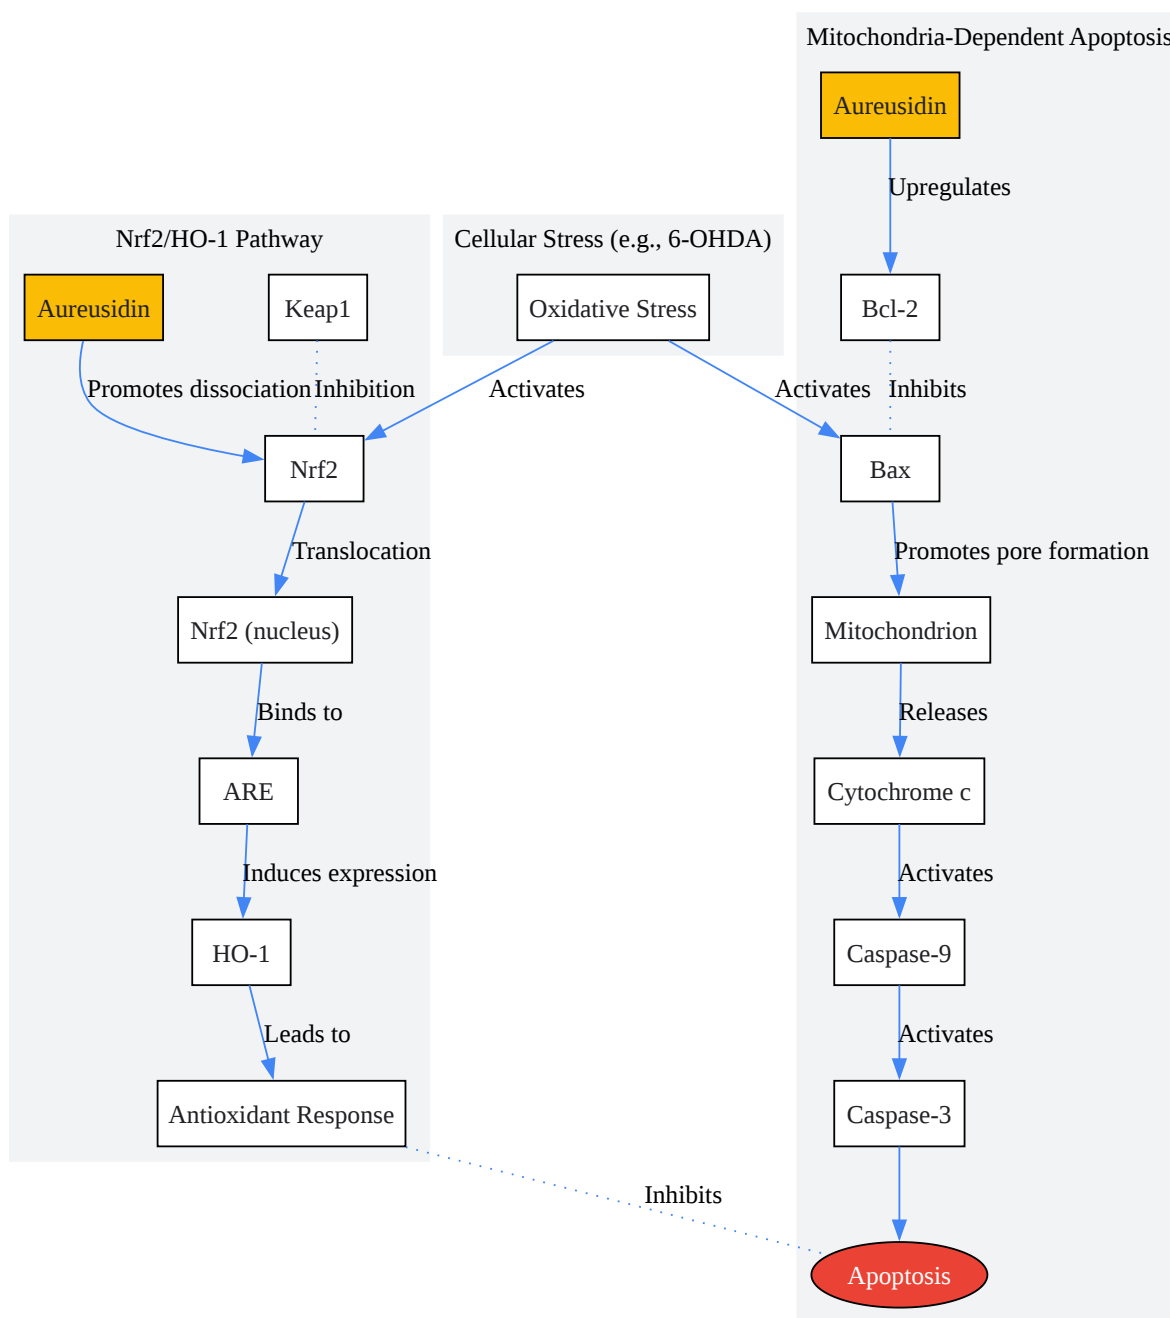 Mitochondria-Dependent Apoptosis
Aureusidin
Upregulates
Nrf2/HO-1 Pathway
Cellular Stress (e.g., 6-OHDA)
Aureusidin
Keap1
Oxidative Stress
Bcl-2
Promotes dissociation
Inhibition
Activates
Activates
Inhibits
Nrf2
Bax
Translocation
Promotes pore formation
Nrf2 (nucleus)
Mitochondrion
Binds to
Releases
ARE
Cytochrome c
Induces expression
Activates
HO-1
Caspase-9
Leads to
Activates
Antioxidant Response
Caspase-3
Inhibits
Apoptosis